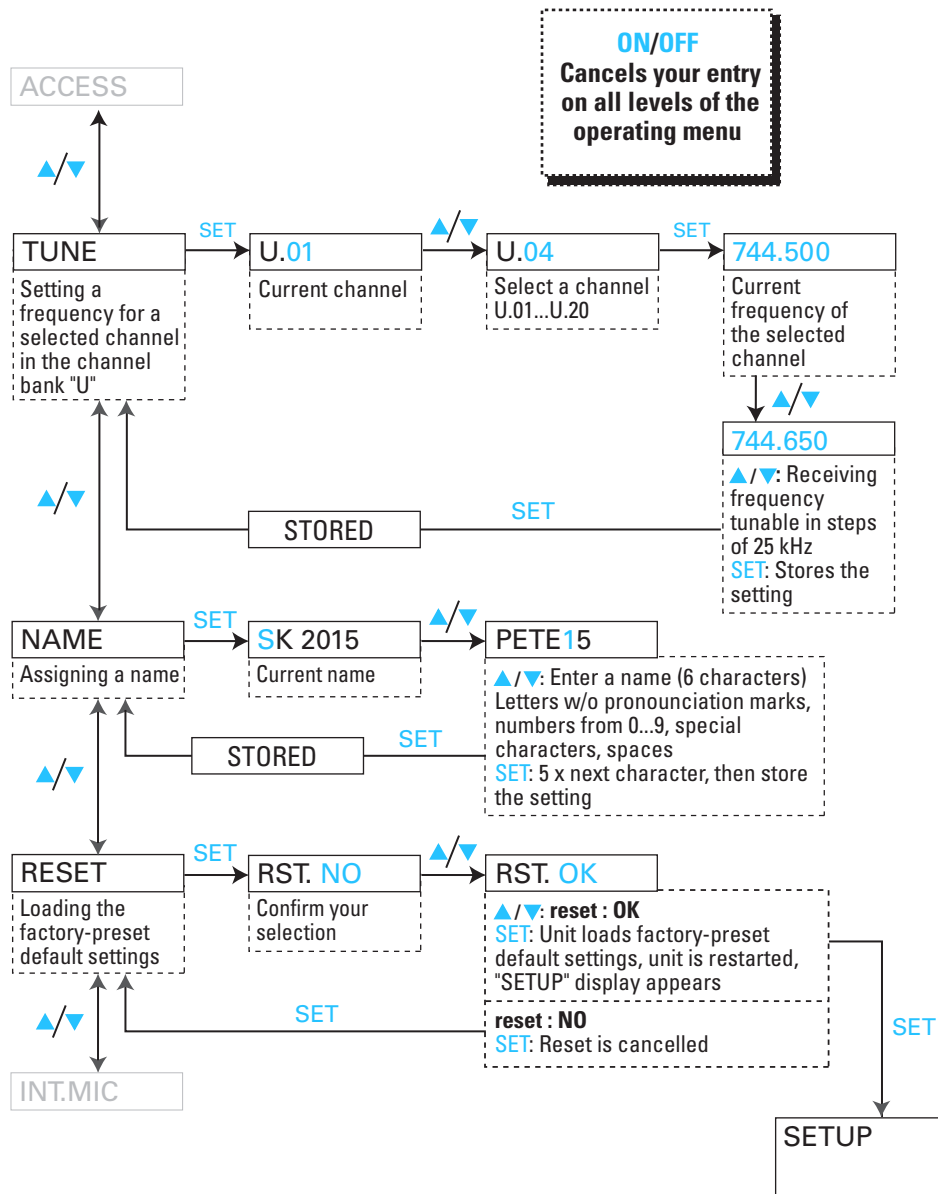 ON/OFF
Cancels your entry
on all levels of the
operating menu
ACCESS
▲/▼
TUNE
SET
U.01
▲/▼
U.04
SET
744.500
Setting a
frequency for a
selected channel
in the channel
bank "U"
Current channel
Select a channel
U.01...U.20
Current
frequency of
the selected
channel
▲/▼
744.650
▲/▼: Receiving
frequency
tunable in steps
of 25 kHz
SET: Stores the
setting
▲/▼
SET
STORED
NAME
SET
SK 2015
▲/▼
PETE15
Assigning a name
Current name
▲/▼: Enter a name (6 characters)
Letters w/o pronounciation marks,
numbers from 0...9, special
characters, spaces
SET: 5 x next character, then store
the setting
SET
STORED
▲/▼
RESET
SET
RST. NO
▲/▼
RST. OK
Loading the
factory-preset
default settings
Confirm your
selection
▲/▼: reset : OK
SET: Unit loads factory-preset
default settings, unit is restarted,
"SETUP" display appears
reset : NO
SET: Reset is cancelled
SET
▲/▼
SET
INT.MIC
SETUP